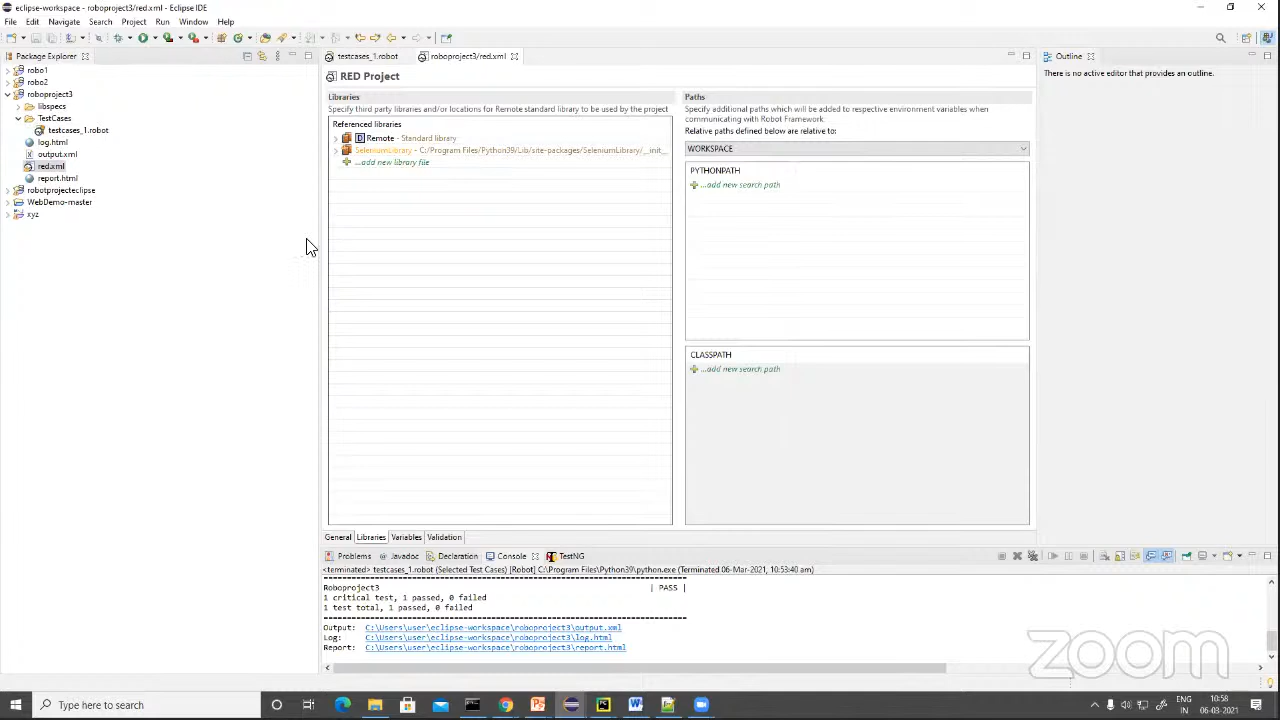 eclipse-workspace - roboproject3/red.xml - Eclipse IDE
File Edit Navigate Search Project Run Window Help
Package Explorer
testcases_1.robot
roboproject3/red.xml
Outline
robo1
robo2
roboproject3
libspecs
TestCases
testcases_1.robot
log.html
output.xml
red.xml
report.html
robotprojecteclipse
WebDemo-master
xyz
RED Project
Libraries
Specify third party libraries and/or locations for Remote standard library to be used by the project
Referenced libraries
Remote - Standard library
SeleniumLibrary - C:/Program Files/Python39/Lib/site-packages/SeleniumLibrary/__init__
...add new library file
Paths
Specify additional paths which will be added to respective environment variables when
communicating with Robot Framework.
Relative paths defined below are relative to:
WORKSPACE
PYTHONPATH
...add new search path
CLASSPATH
...add new search path
There is no active editor that provides an outline.
General Libraries Variables Validation
Problems Javadoc Declaration Console TestNG
<terminated> testcases_1.robot (Selected Test Cases) [Robot] C:\Program Files\Python39\python.exe (Terminated 06-Mar-2021, 10:53:40 am)
Roboproject3 | PASS |
1 critical test, 1 passed, 0 failed
1 test total, 1 passed, 0 failed
Output: C:\Users\user\eclipse-workspace\roboproject3\output.xml
Log: C:\Users\user\eclipse-workspace\roboproject3\log.html
Report: C:\Users\user\eclipse-workspace\roboproject3\report.html
zoom
Type here to search
ENG
IN
10:58
06-03-2021